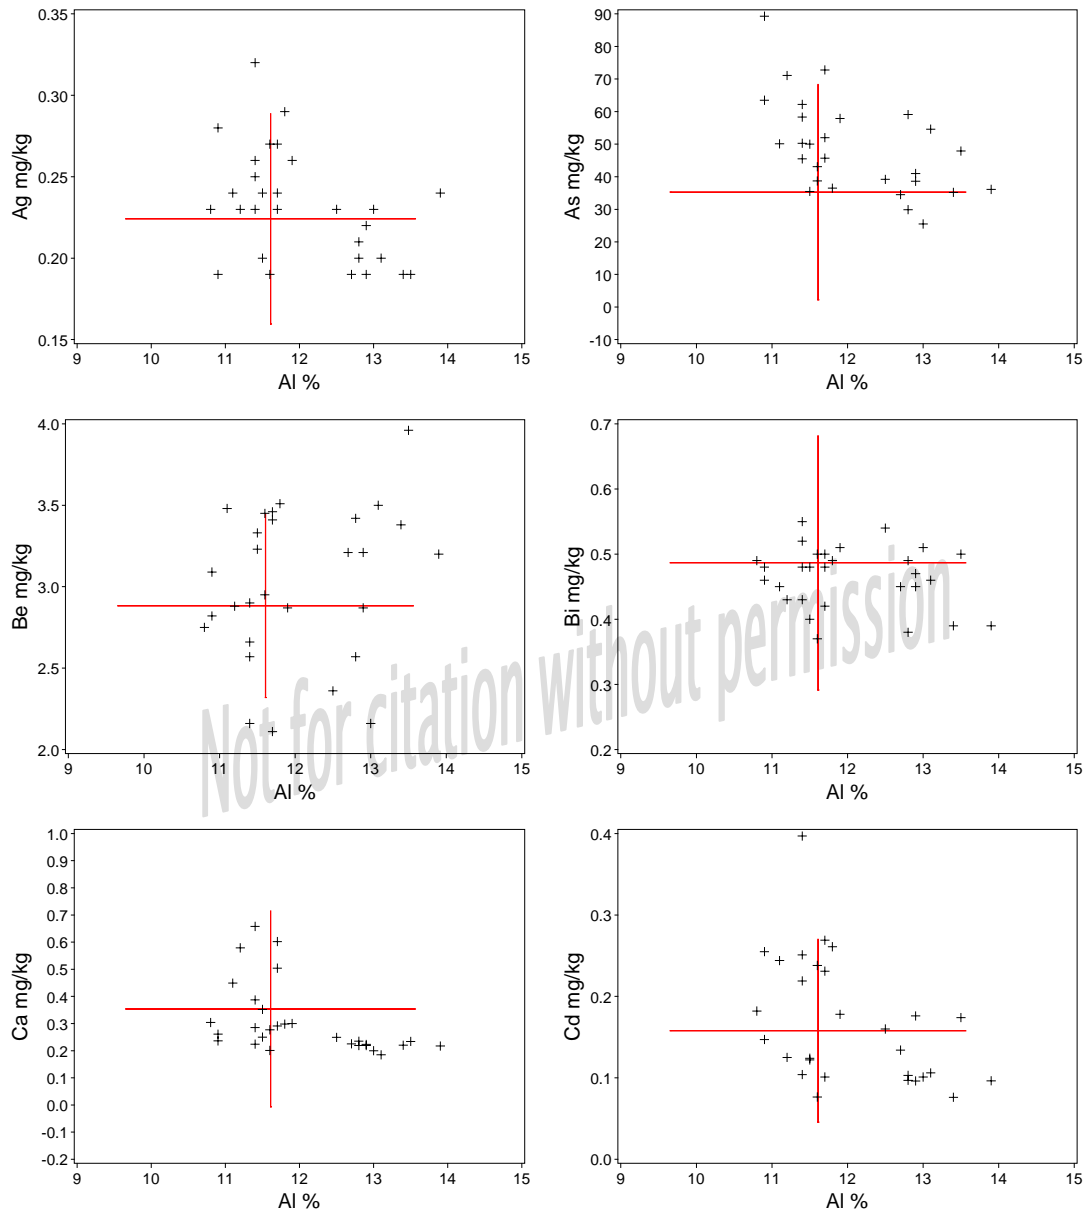 0.35
0.30
0.25
0.20
0.15
Ag mg/kg
9 10 11 12 13 14 15
Al %
90
80
70
60
50
40
30
20
10
0
-10
As mg/kg
9 10 11 12 13 14 15
Al %
4.0
3.5
3.0
2.5
2.0
Be mg/kg
9 10 11 12 13 14 15
Al %
0.7
0.6
0.5
0.4
0.3
0.2
Bi mg/kg
9 10 11 12 13 14 15
Al %
Not for citation without permission
1.0
0.9
0.8
0.7
0.6
0.5
0.4
0.3
0.2
0.1
0.0
-0.1
-0.2
Ca mg/kg
9 10 11 12 13 14 15
Al %
0.4
0.3
0.2
0.1
0.0
Cd mg/kg
9 10 11 12 13 14 15
Al %